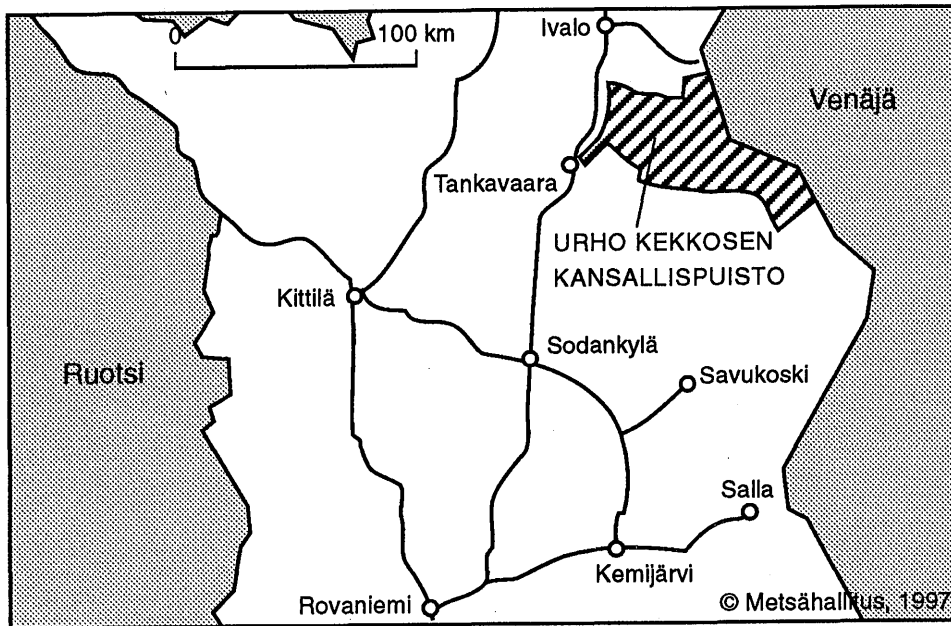 0 100 km
Ivalo
Venäjä
Tankavaara
URHO KEKKOSEN
KANSALLISPUISTO
Kittilä
Sodankylä
Ruotsi
Savukoski
Salla
Kemijärvi
Rovaniemi
© Metsähallitus, 1997